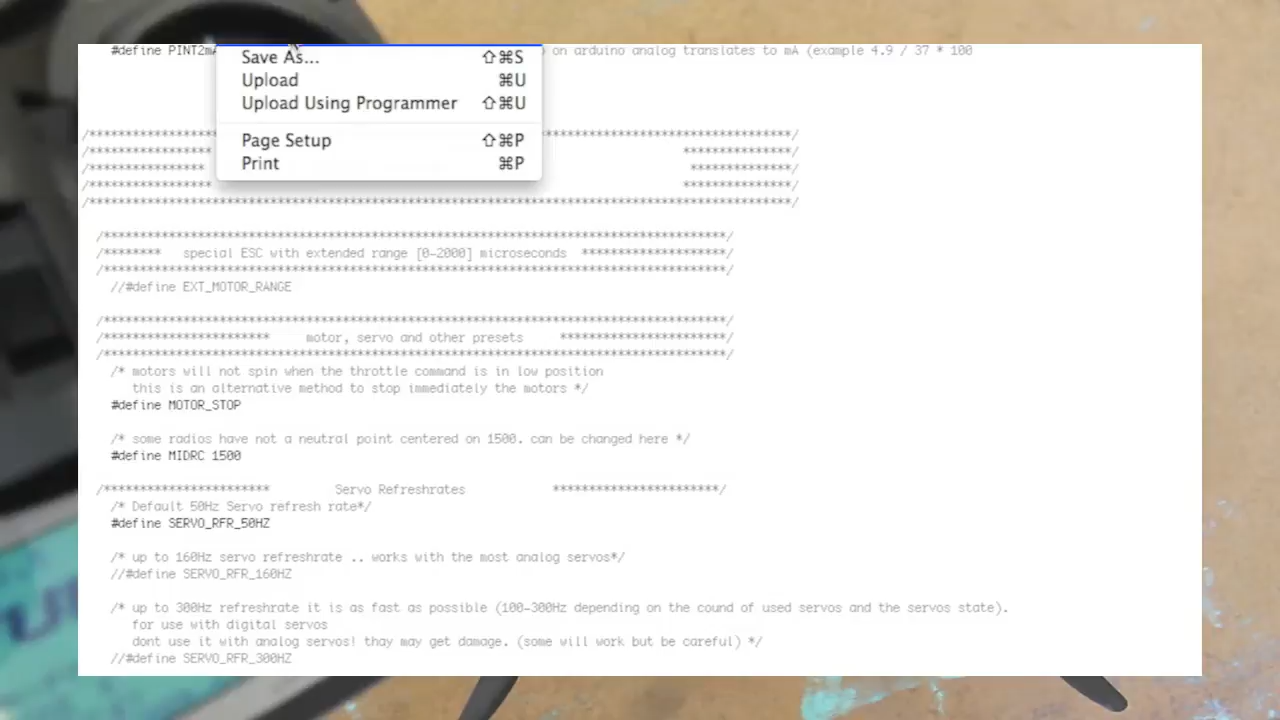 #define PINT2mA on arduino analog translates to mA (example 4.9 / 37 * 100
Save As... ⇧⌘S
Upload ⌘U
Upload Using Programmer ⇧⌘U
Page Setup ⇧⌘P
Print ⌘P
/******** special ESC with extended range [0-2000] microseconds ********************/
//#define EXT_MOTOR_RANGE
/*********************** motor, servo and other presets ***********************/
/* motors will not spin when the throttle command is in low position
this is an alternative method to stop immediately the motors */
#define MOTOR_STOP
/* some radios have not a neutral point centered on 1500. can be changed here */
#define MIDRC 1500
/*********************** Servo Refreshrates ***********************/
/* Default 50Hz Servo refresh rate*/
#define SERVO_RFR_50HZ
/* up to 160Hz servo refreshrate .. works with the most analog servos*/
//#define SERVO_RFR_160HZ
/* up to 300Hz refreshrate it is as fast as possible (100-300Hz depending on the cound of used servos and the servos state).
for use with digital servos
dont use it with analog servos! thay may get damage. (some will work but be careful) */
//#define SERVO_RFR_300HZ